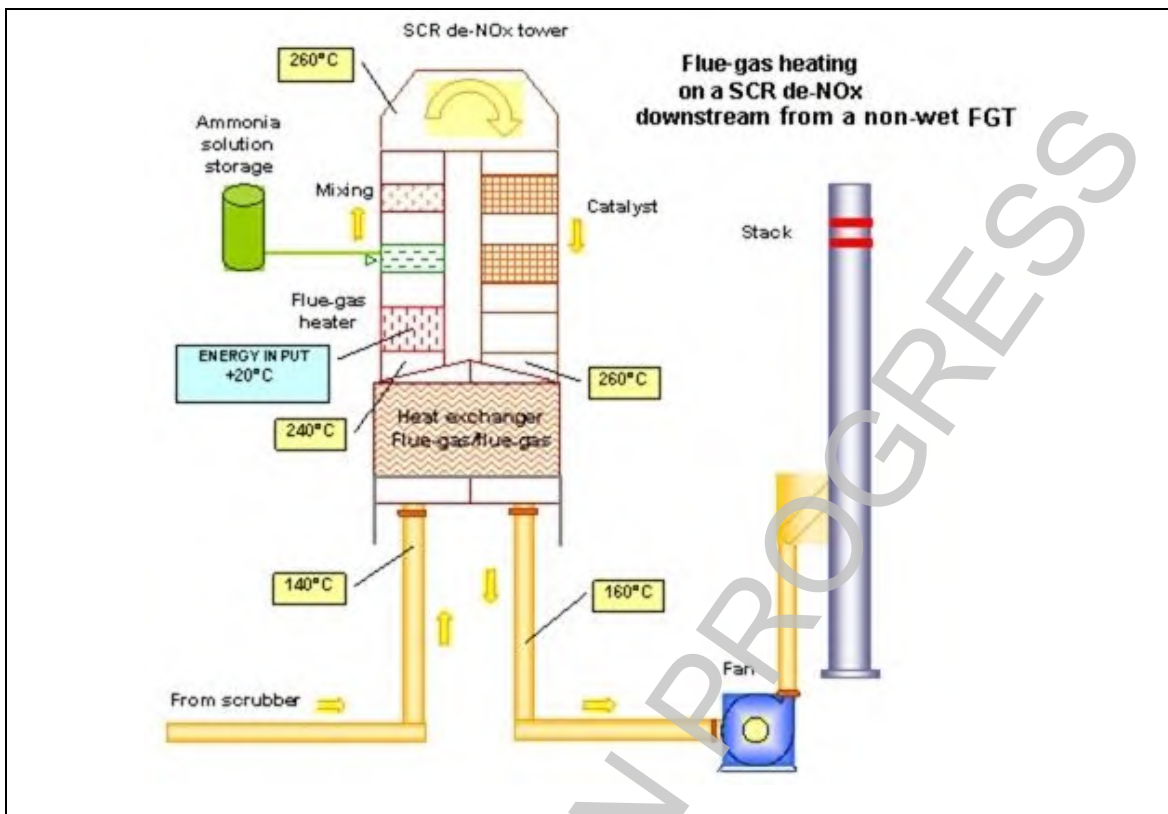 SCR de-NOx tower
260°C
Flue-gas heating
on a SCR de-NOx
downstream from a non-wet FGT
Ammonia
solution
storage
Mixing
Catalyst
Stack
Flue-gas
heater
ENERGY IN PUT
+20°C
260°C
240°C
Heat exchanger
Flue-gas/flue-gas
140°C
160°C
From scrubber
Fan
N PROGRESS